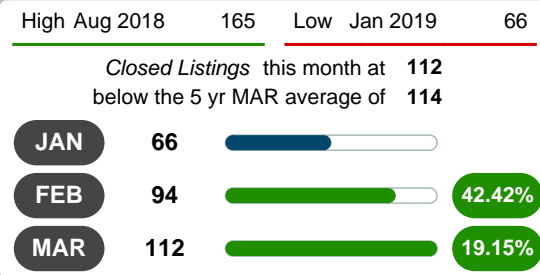 High Aug 2018 165 Low Jan 2019 66
Closed Listings this month at 112
below the 5 yr MAR average of 114
JAN 66
FEB 94 42.42%
MAR 112 19.15%